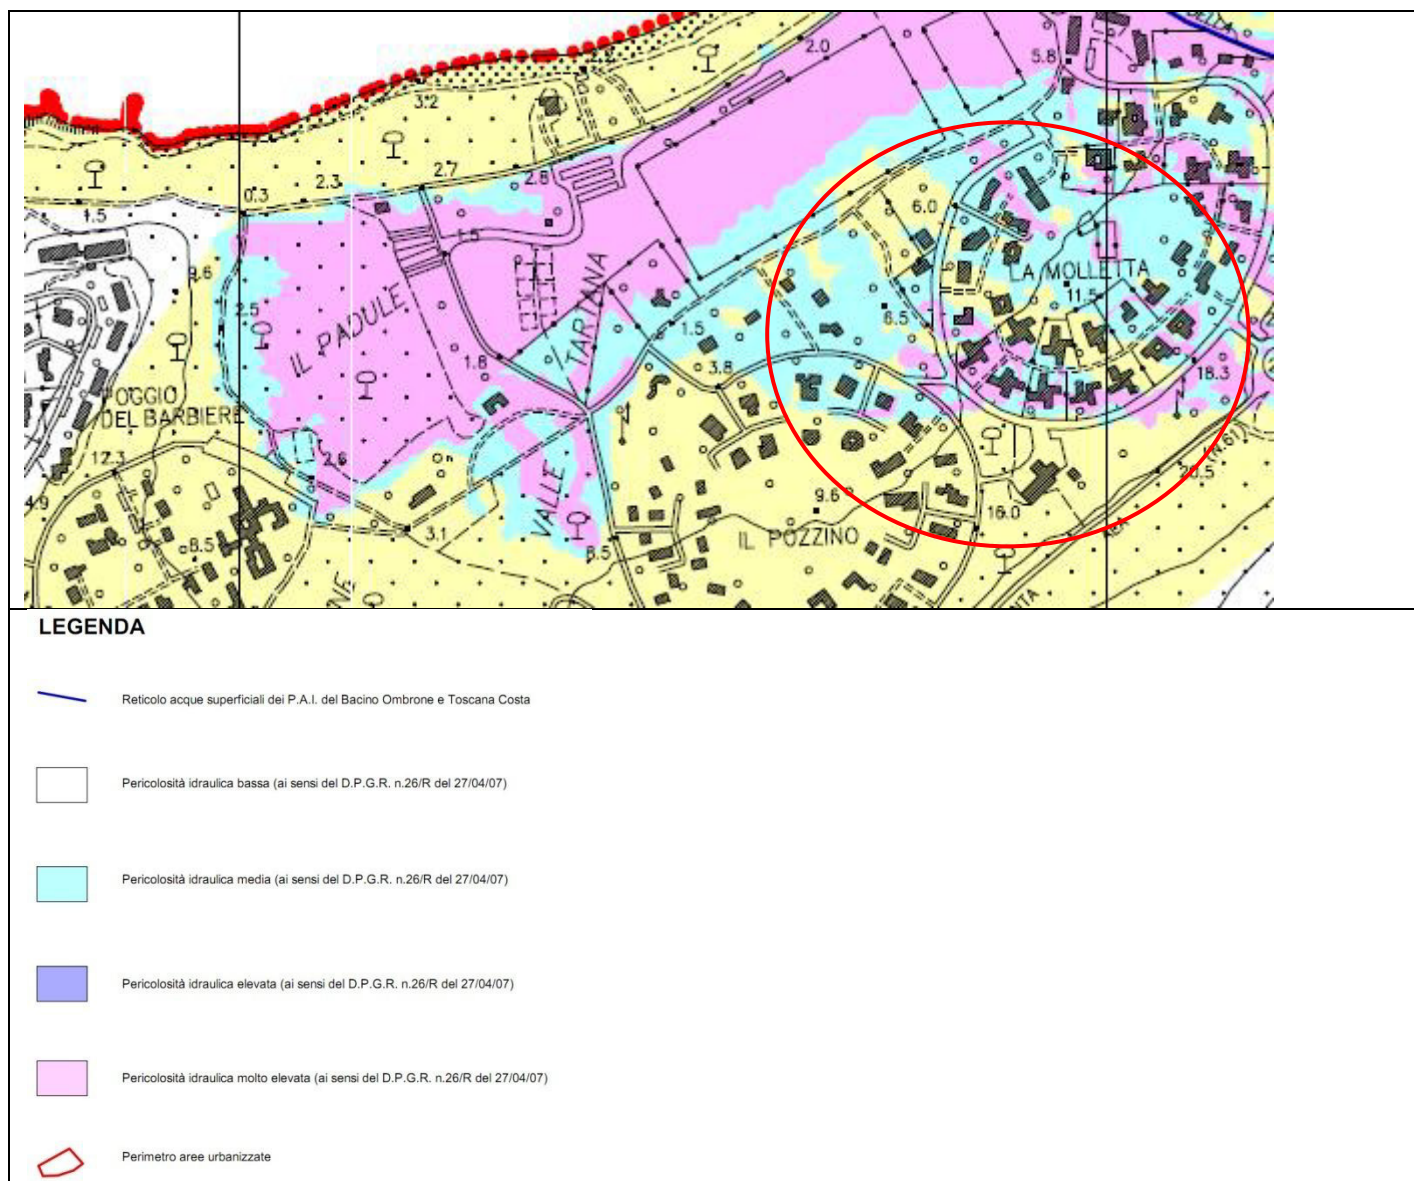 2.0
5.8
2.2
3.2
2.7
2.8
2.3
0.3
1.5
6.0
LA MOLLETTA
11.5
9.6
2.5
IL PADULE
TARTANA
1.5
6.5
1.8
3.8
18.3
POGGIO
DEL BARBIERE
12.3
2.6
VALLE
9.6
20.5
4.9
8.5
3.1
IL POZZINO
16.0
8.5
LEGENDA
Reticolo acque superficiali dei P.A.I. del Bacino Ombrone e Toscana Costa
Pericolosità idraulica bassa (ai sensi del D.P.G.R. n.26/R del 27/04/07)
Pericolosità idraulica media (ai sensi del D.P.G.R. n.26/R del 27/04/07)
Pericolosità idraulica elevata (ai sensi del D.P.G.R. n.26/R del 27/04/07)
Pericolosità idraulica molto elevata (ai sensi del D.P.G.R. n.26/R del 27/04/07)
Perimetro aree urbanizzate